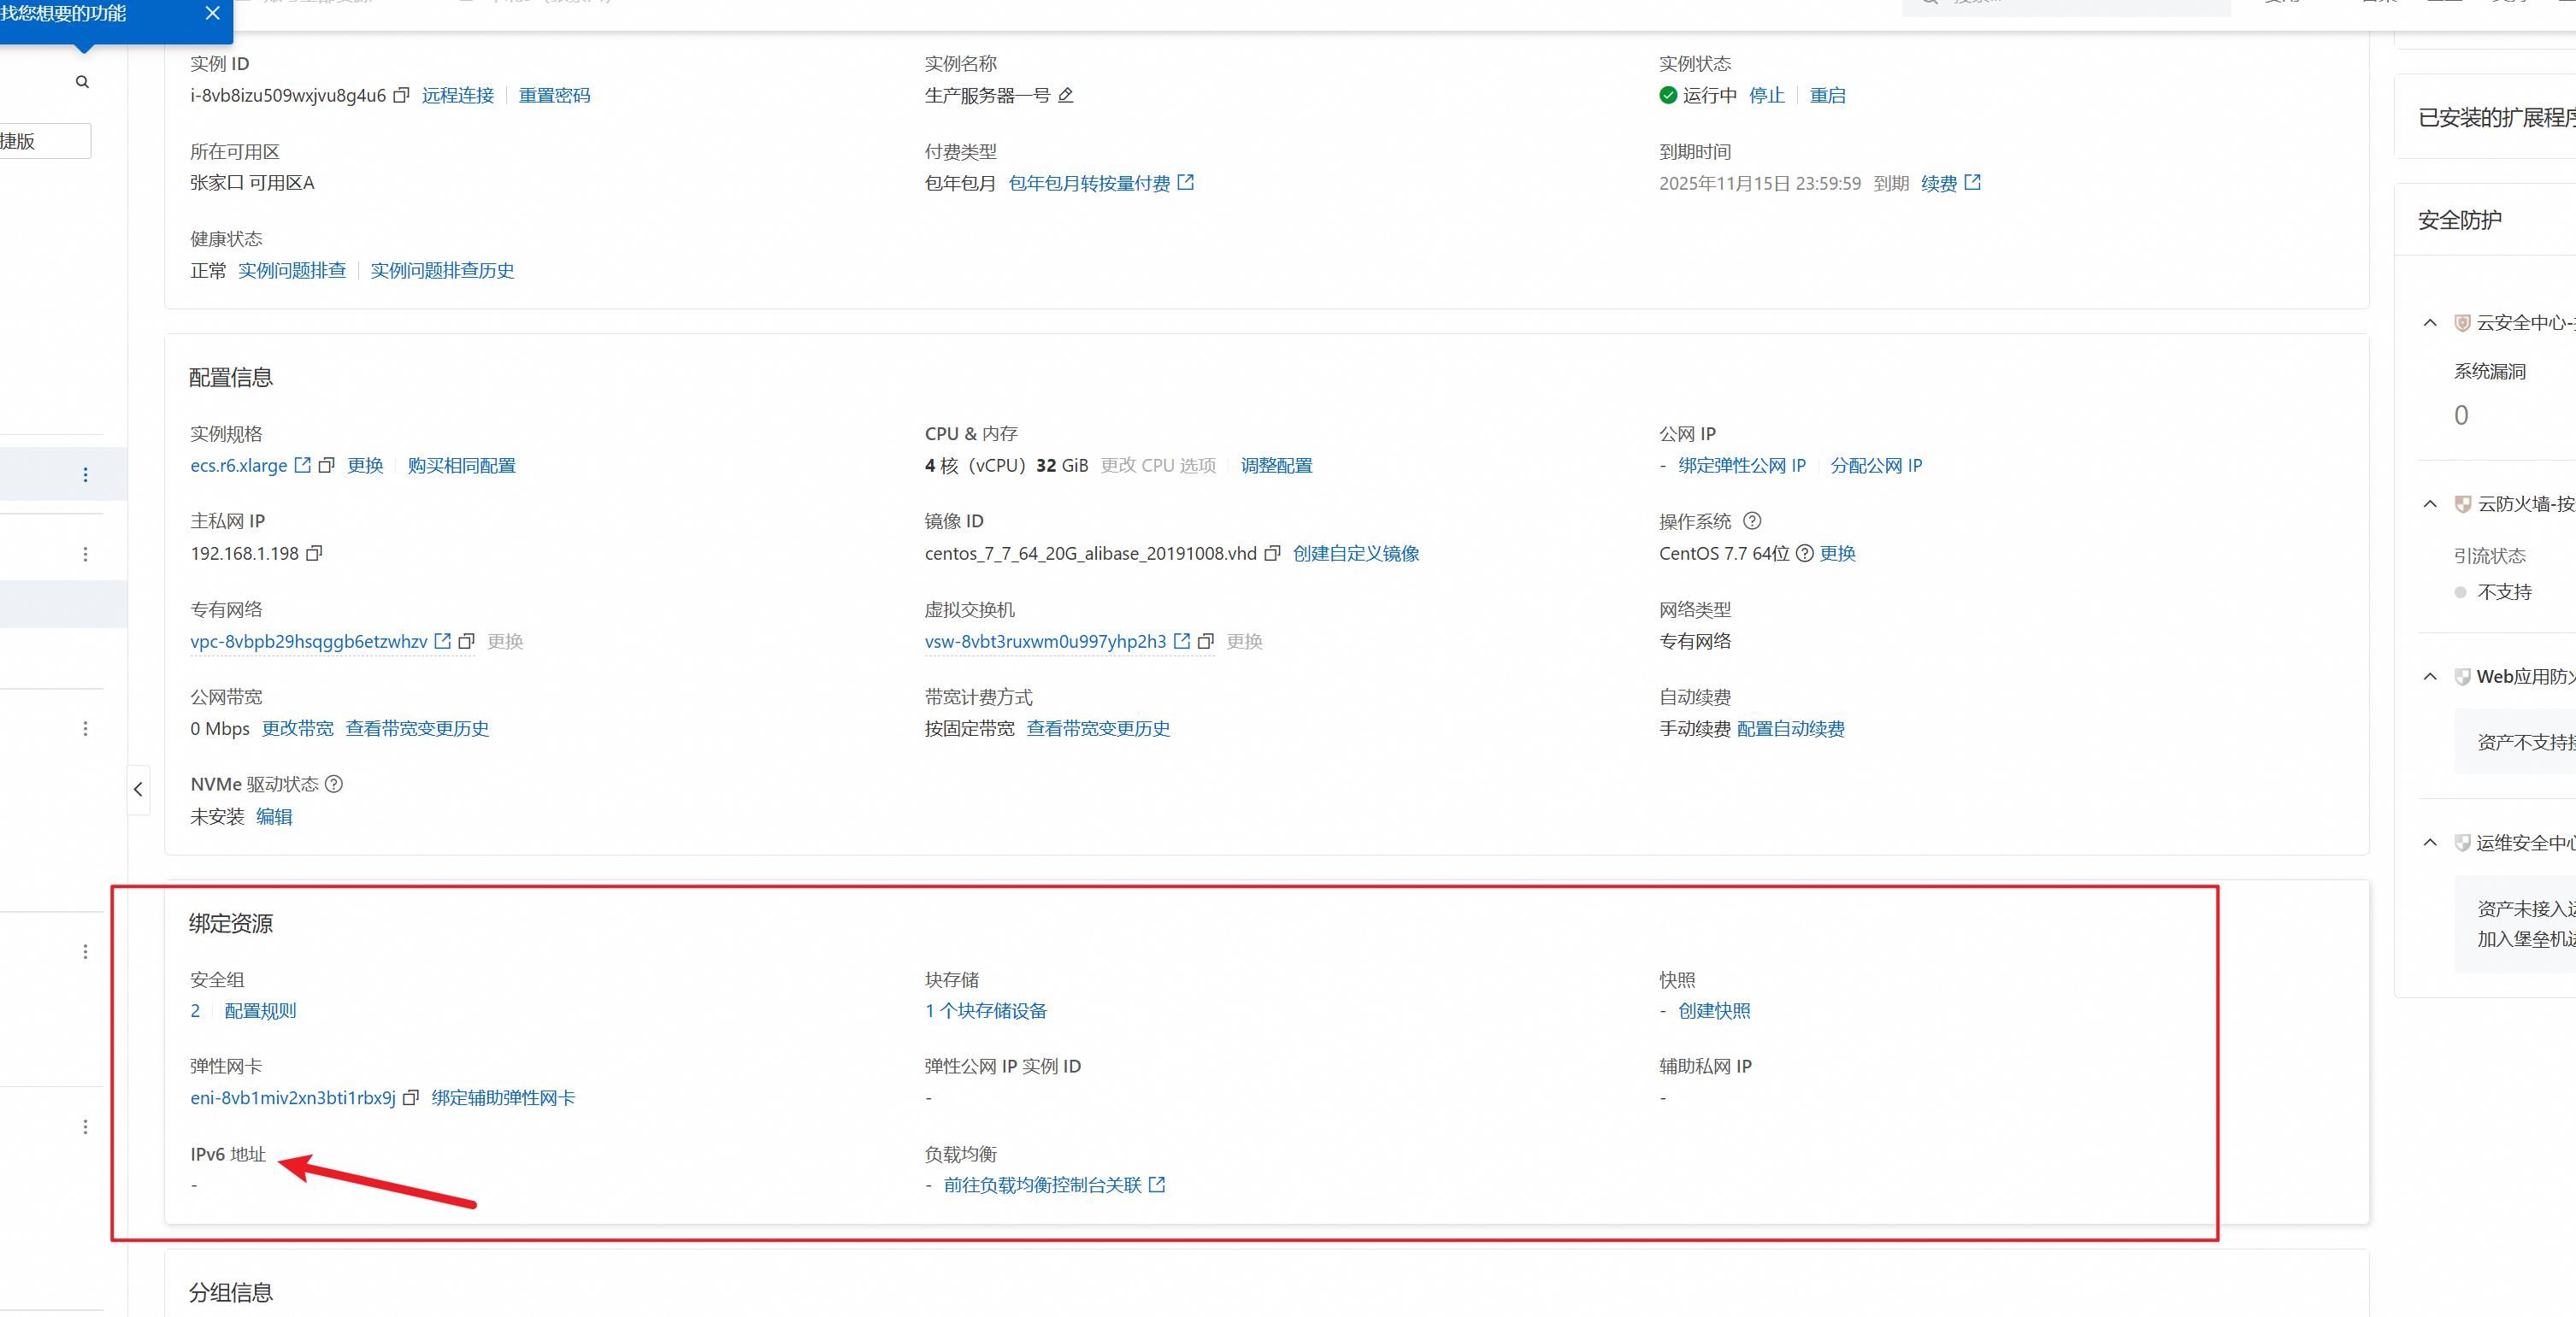 找您想要的功能
捷版
实例 ID
i-8vb8izu509wxjvu8g4u6 远程连接 重置密码
实例名称
生产服务器一号
实例状态
运行中 停止 重启
所在可用区
张家口 可用区A
付费类型
包年包月 包年包月转按量付费
到期时间
2025年11月15日 23:59:59 到期 续费
健康状态
正常 实例问题排查 实例问题排查历史
配置信息
实例规格
ecs.r6.xlarge 更换 购买相同配置
CPU & 内存
4 核（vCPU）32 GiB 更改 CPU 选项 调整配置
公网 IP
- 绑定弹性公网 IP 分配公网 IP
主私网 IP
192.168.1.198
镜像 ID
centos_7_7_64_20G_alibase_20191008.vhd 创建自定义镜像
操作系统
CentOS 7.7 64位 更换
专有网络
vpc-8vbpb29hsqggb6etzwhzv 更换
虚拟交换机
vsw-8vbt3ruxwm0u997yhp2h3 更换
网络类型
专有网络
公网带宽
0 Mbps 更改带宽 查看带宽变更历史
带宽计费方式
按固定带宽 查看带宽变更历史
自动续费
手动续费 配置自动续费
NVMe 驱动状态
未安装 编辑
绑定资源
安全组
2 配置规则
块存储
1 个块存储设备
快照
- 创建快照
弹性网卡
eni-8vb1miv2xn3bti1rbx9j 绑定辅助弹性网卡
弹性公网 IP 实例 ID
-
辅助私网 IP
-
IPv6 地址
-
负载均衡
- 前往负载均衡控制台关联
分组信息
已安装的扩展程序
安全防护
云安全中心-
系统漏洞
0
云防火墙-按
引流状态
不支持
Web应用防火
资产不支持接
运维安全中心
资产未接入运
加入堡垒机进